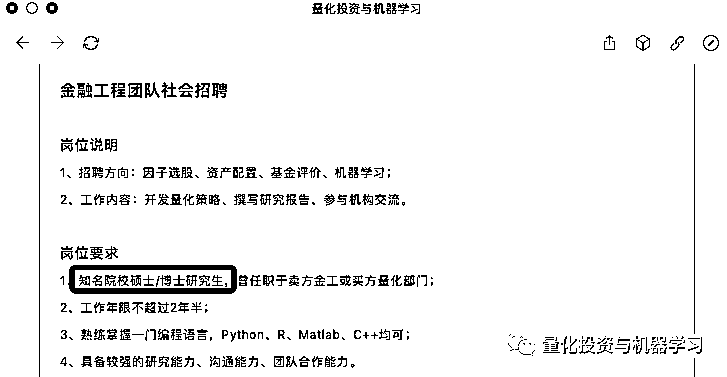 量化投资与机器学习
金融工程团队社会招聘
岗位说明
1、招聘方向：因子选股、资产配置、基金评价、机器学习；
2、工作内容：开发量化策略、撰写研究报告、参与机构交流。
岗位要求
1、知名院校硕士/博士研究生，曾任职于卖方金工或买方量化部门；
2、工作年限不超过2年半；
3、熟练掌握一门编程语言，Python、R、Matlab、C++均可；
4、具备较强的研究能力、沟通能力、团队合作能力。
量化投资与机器学习